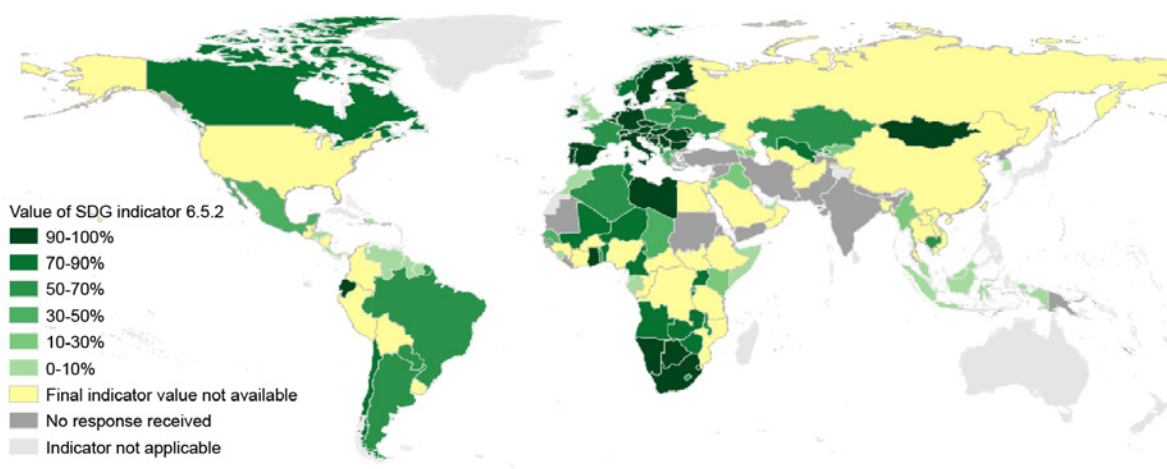 Value of SDG indicator 6.5.2
90-100%
70-90%
50-70%
30-50%
10-30%
0-10%
Final indicator value not available
No response received
Indicator not applicable